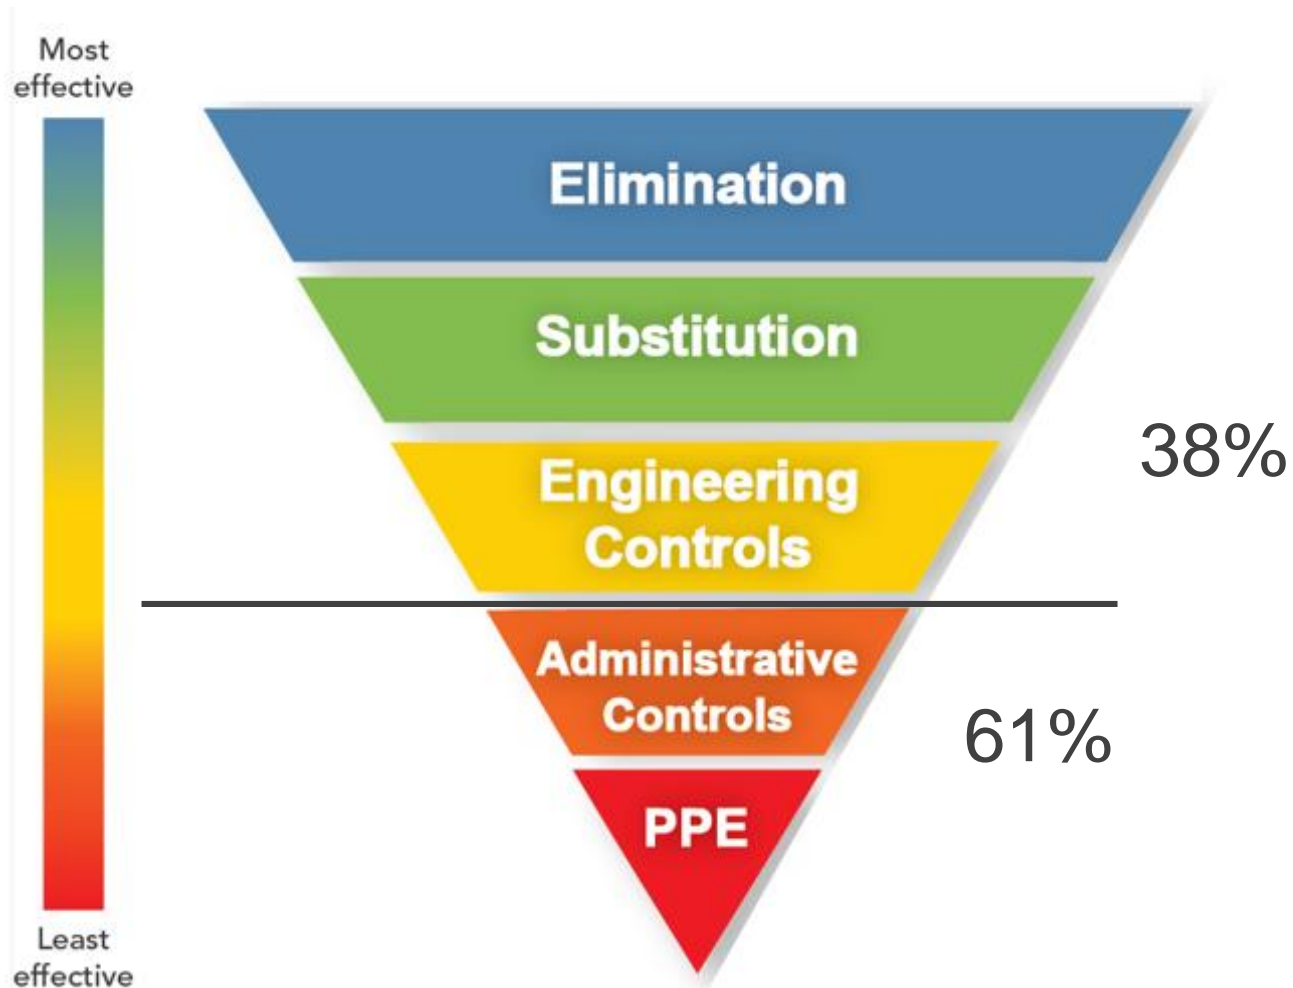 Most
effective
Elimination
Substitution
38%
Engineering
Controls
Administrative
Controls
61%
PPE
Least
effective